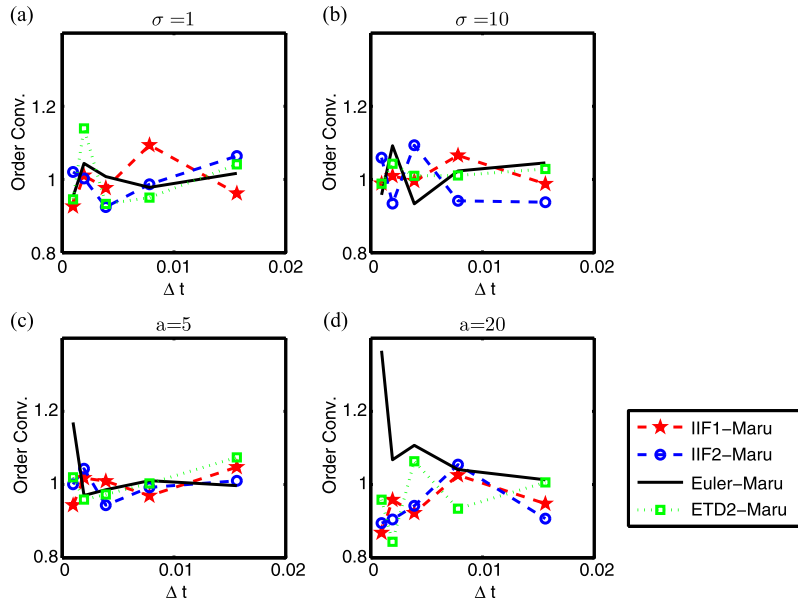 (a)
σ =1
Order Conv.
1.2
1
0.8
0
0.01
0.02
Δ t
(b)
σ =10
Order Conv.
1.2
1
0.8
0
0.01
0.02
Δ t
(c)
a=5
Order Conv.
1.2
1
0.8
0
0.01
0.02
Δ t
(d)
a=20
Order Conv.
1.2
1
0.8
0
0.01
0.02
Δ t
IIF1−Maru
IIF2−Maru
Euler−Maru
ETD2−Maru